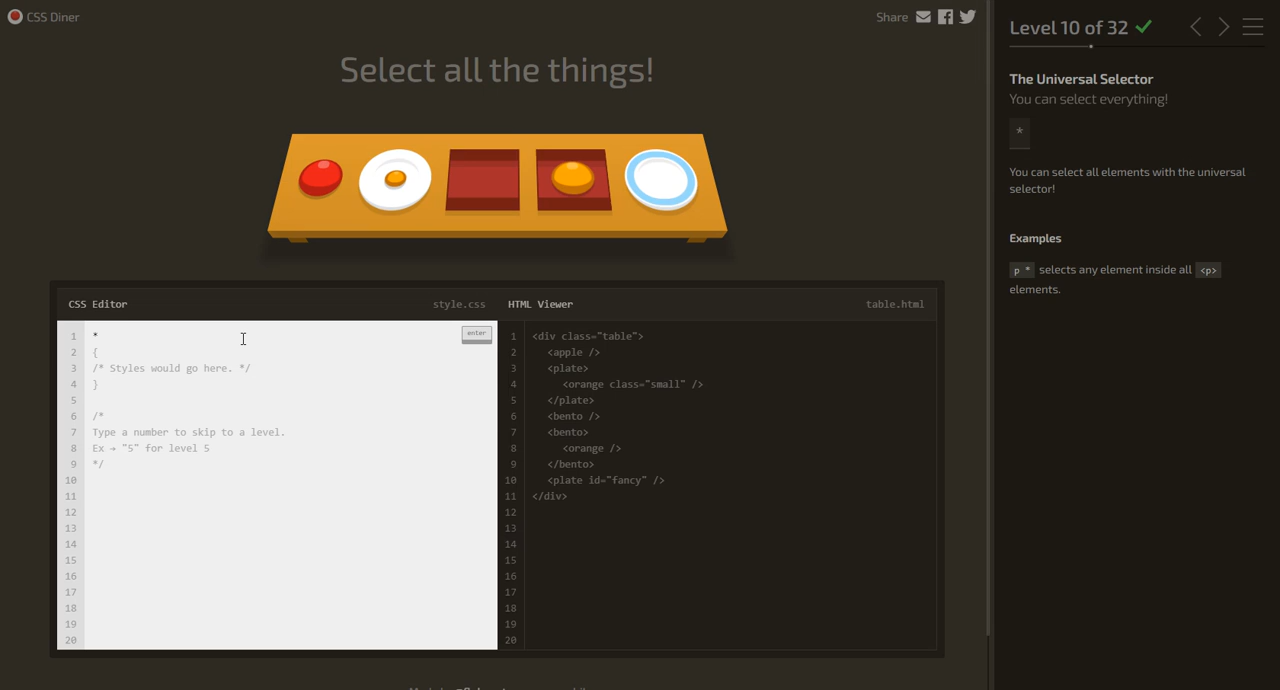 CSS Diner
Share
Select all the things!
CSS Editor style.css
1 *
enter
2 {
3 /* Styles would go here. */
4 }
5
6 /*
7 Type a number to skip to a level.
8 Ex → "5" for level 5
9 */
10
11
12
13
14
15
16
17
18
19
20
HTML Viewer table.html
1 <div class="table">
2 <apple />
3 <plate>
4 <orange class="small" />
5 </plate>
6 <bento />
7 <bento>
8 <orange />
9 </bento>
10 <plate id="fancy" />
11 </div>
12
13
14
15
16
17
18
19
20
Level 10 of 32
The Universal Selector
You can select everything!
*
You can select all elements with the universal
selector!
Examples
p * selects any element inside all <p>
elements.